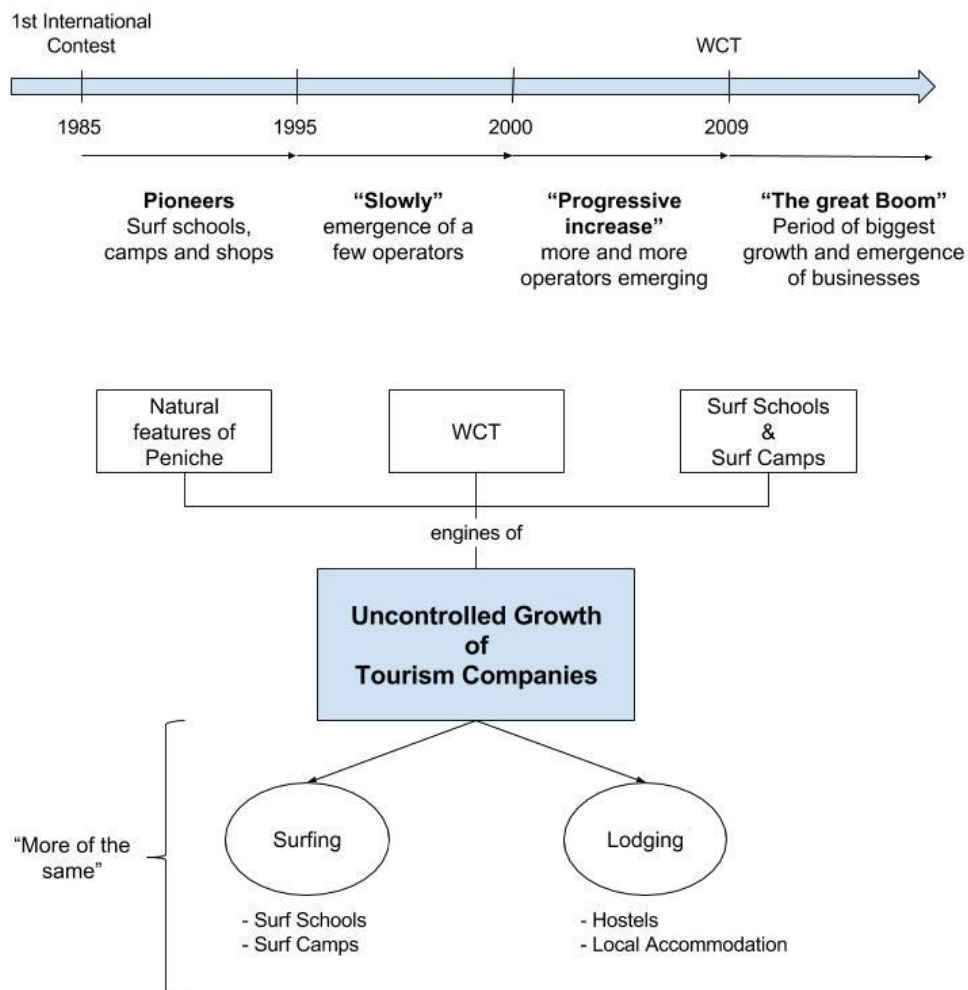 1st International
Contest
WCT
1985
1995
2000
2009
Pioneers
Surf schools,
camps and shops
“Slowly”
emergence of a
few operators
“Progressive
increase”
more and more
operators emerging
“The great Boom”
Period of biggest
growth and emergence
of businesses
Natural
features of
Peniche
WCT
Surf Schools
&
Surf Camps
engines of
Uncontrolled Growth
of
Tourism Companies
“More of the
same”
Surfing
- Surf Schools
- Surf Camps
Lodging
- Hostels
- Local Accommodation